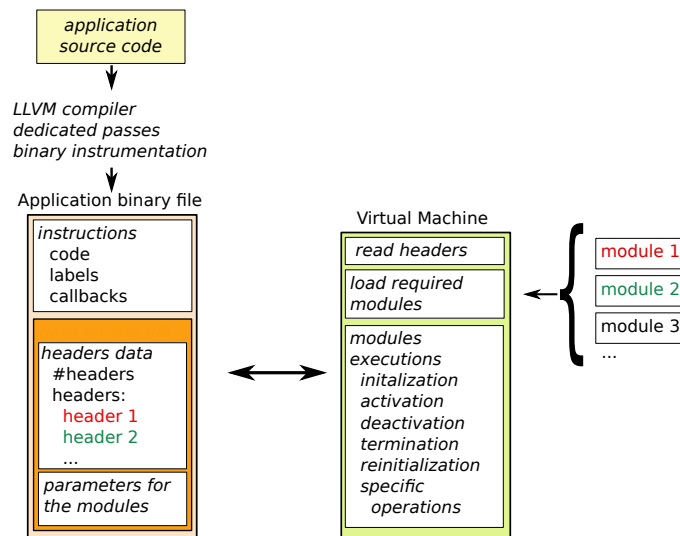 application
source code
LLVM compiler
dedicated passes
binary instrumentation
Application binary file
instructions
code
labels
callbacks
headers data
#headers
headers:
header 1
header 2
...
parameters for
the modules
Virtual Machine
read headers
load required
modules
modules
executions
initalization
activation
deactivation
termination
reinitialization
specific
operations
module 1
module 2
module 3
...